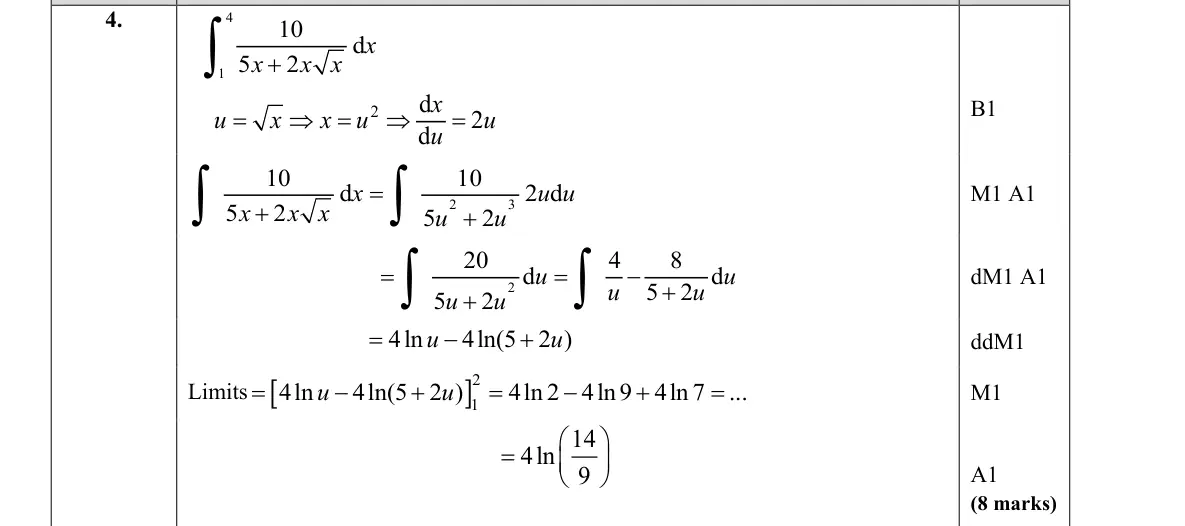 4.
∫₁⁴ 10/(5x + 2x√x) dx
u = √x ⇒ x = u² ⇒ dx/du = 2u B1
∫ 10/(5x + 2x√x) dx = ∫ 10/(5u² + 2u³) 2udu M1 A1
= ∫ 20/(5u + 2u²) du = ∫ 4/u − 8/(5 + 2u) du dM1 A1
= 4 ln u − 4 ln(5 + 2u) ddM1
Limits = [4 ln u − 4 ln(5 + 2u)]₁² = 4 ln 2 − 4 ln 9 + 4 ln 7 = ... M1
= 4 ln(14/9) A1
(8 marks)